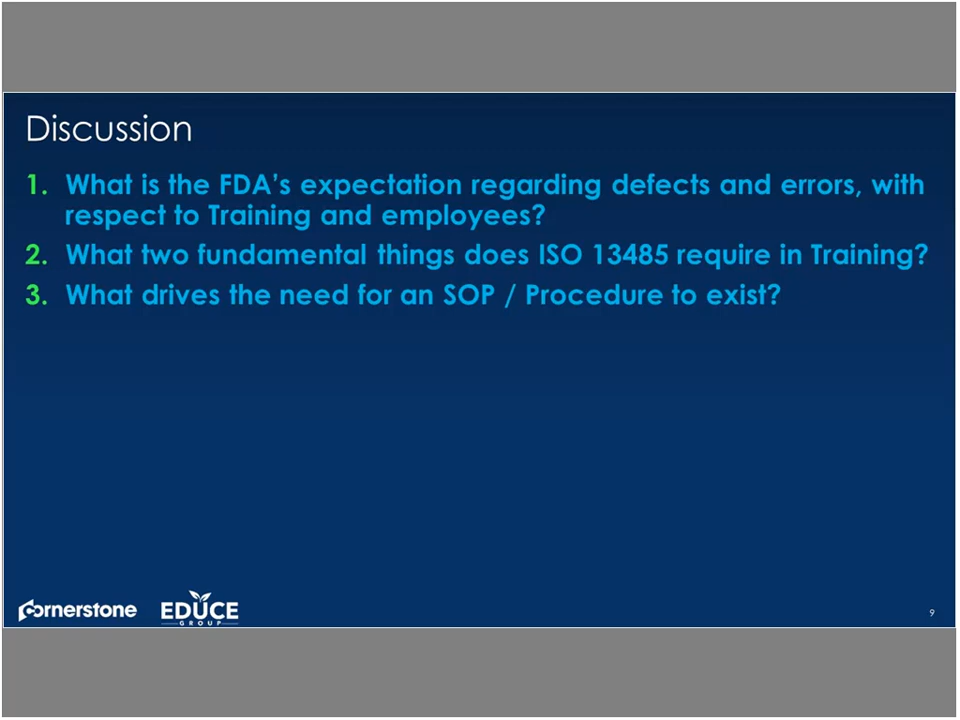 Discussion
1. What is the FDA's expectation regarding defects and errors, with
respect to Training and employees?
2. What two fundamental things does ISO 13485 require in Training?
3. What drives the need for an SOP / Procedure to exist?
cornerstone
EDUCE
GROUP
9